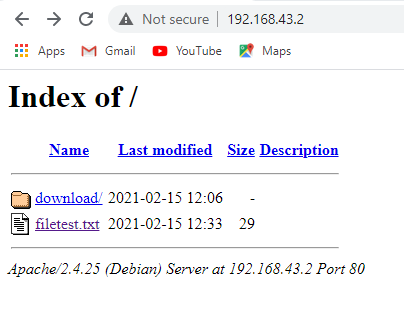 Not secure | 192.168.43.2
Apps Gmail YouTube Maps
Index of /
Name Last modified Size Description
download/ 2021-02-15 12:06 -
filetest.txt 2021-02-15 12:33 29
Apache/2.4.25 (Debian) Server at 192.168.43.2 Port 80